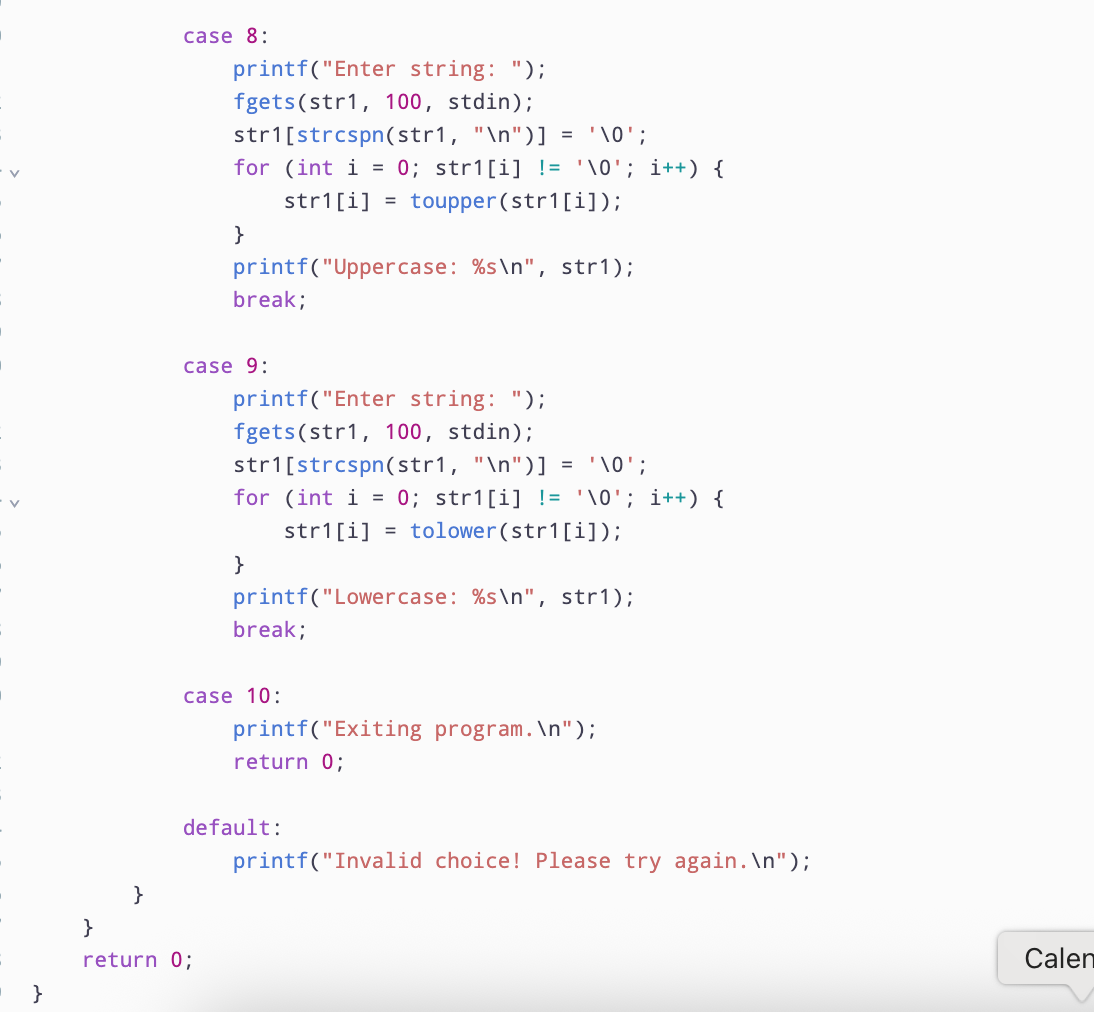 case 8:
printf("Enter string: ");
fgets(str1, 100, stdin);
str1[strcspn(str1, "\n")] = '\0';
for (int i = 0; str1[i] != '\0'; i++) {
str1[i] = toupper(str1[i]);
}
printf("Uppercase: %s\n", str1);
break;
case 9:
printf("Enter string: ");
fgets(str1, 100, stdin);
str1[strcspn(str1, "\n")] = '\0';
for (int i = 0; str1[i] != '\0'; i++) {
str1[i] = tolower(str1[i]);
}
printf("Lowercase: %s\n", str1);
break;
case 10:
printf("Exiting program.\n");
return 0;
default:
printf("Invalid choice! Please try again.\n");
}
}
return 0;
}
Calen